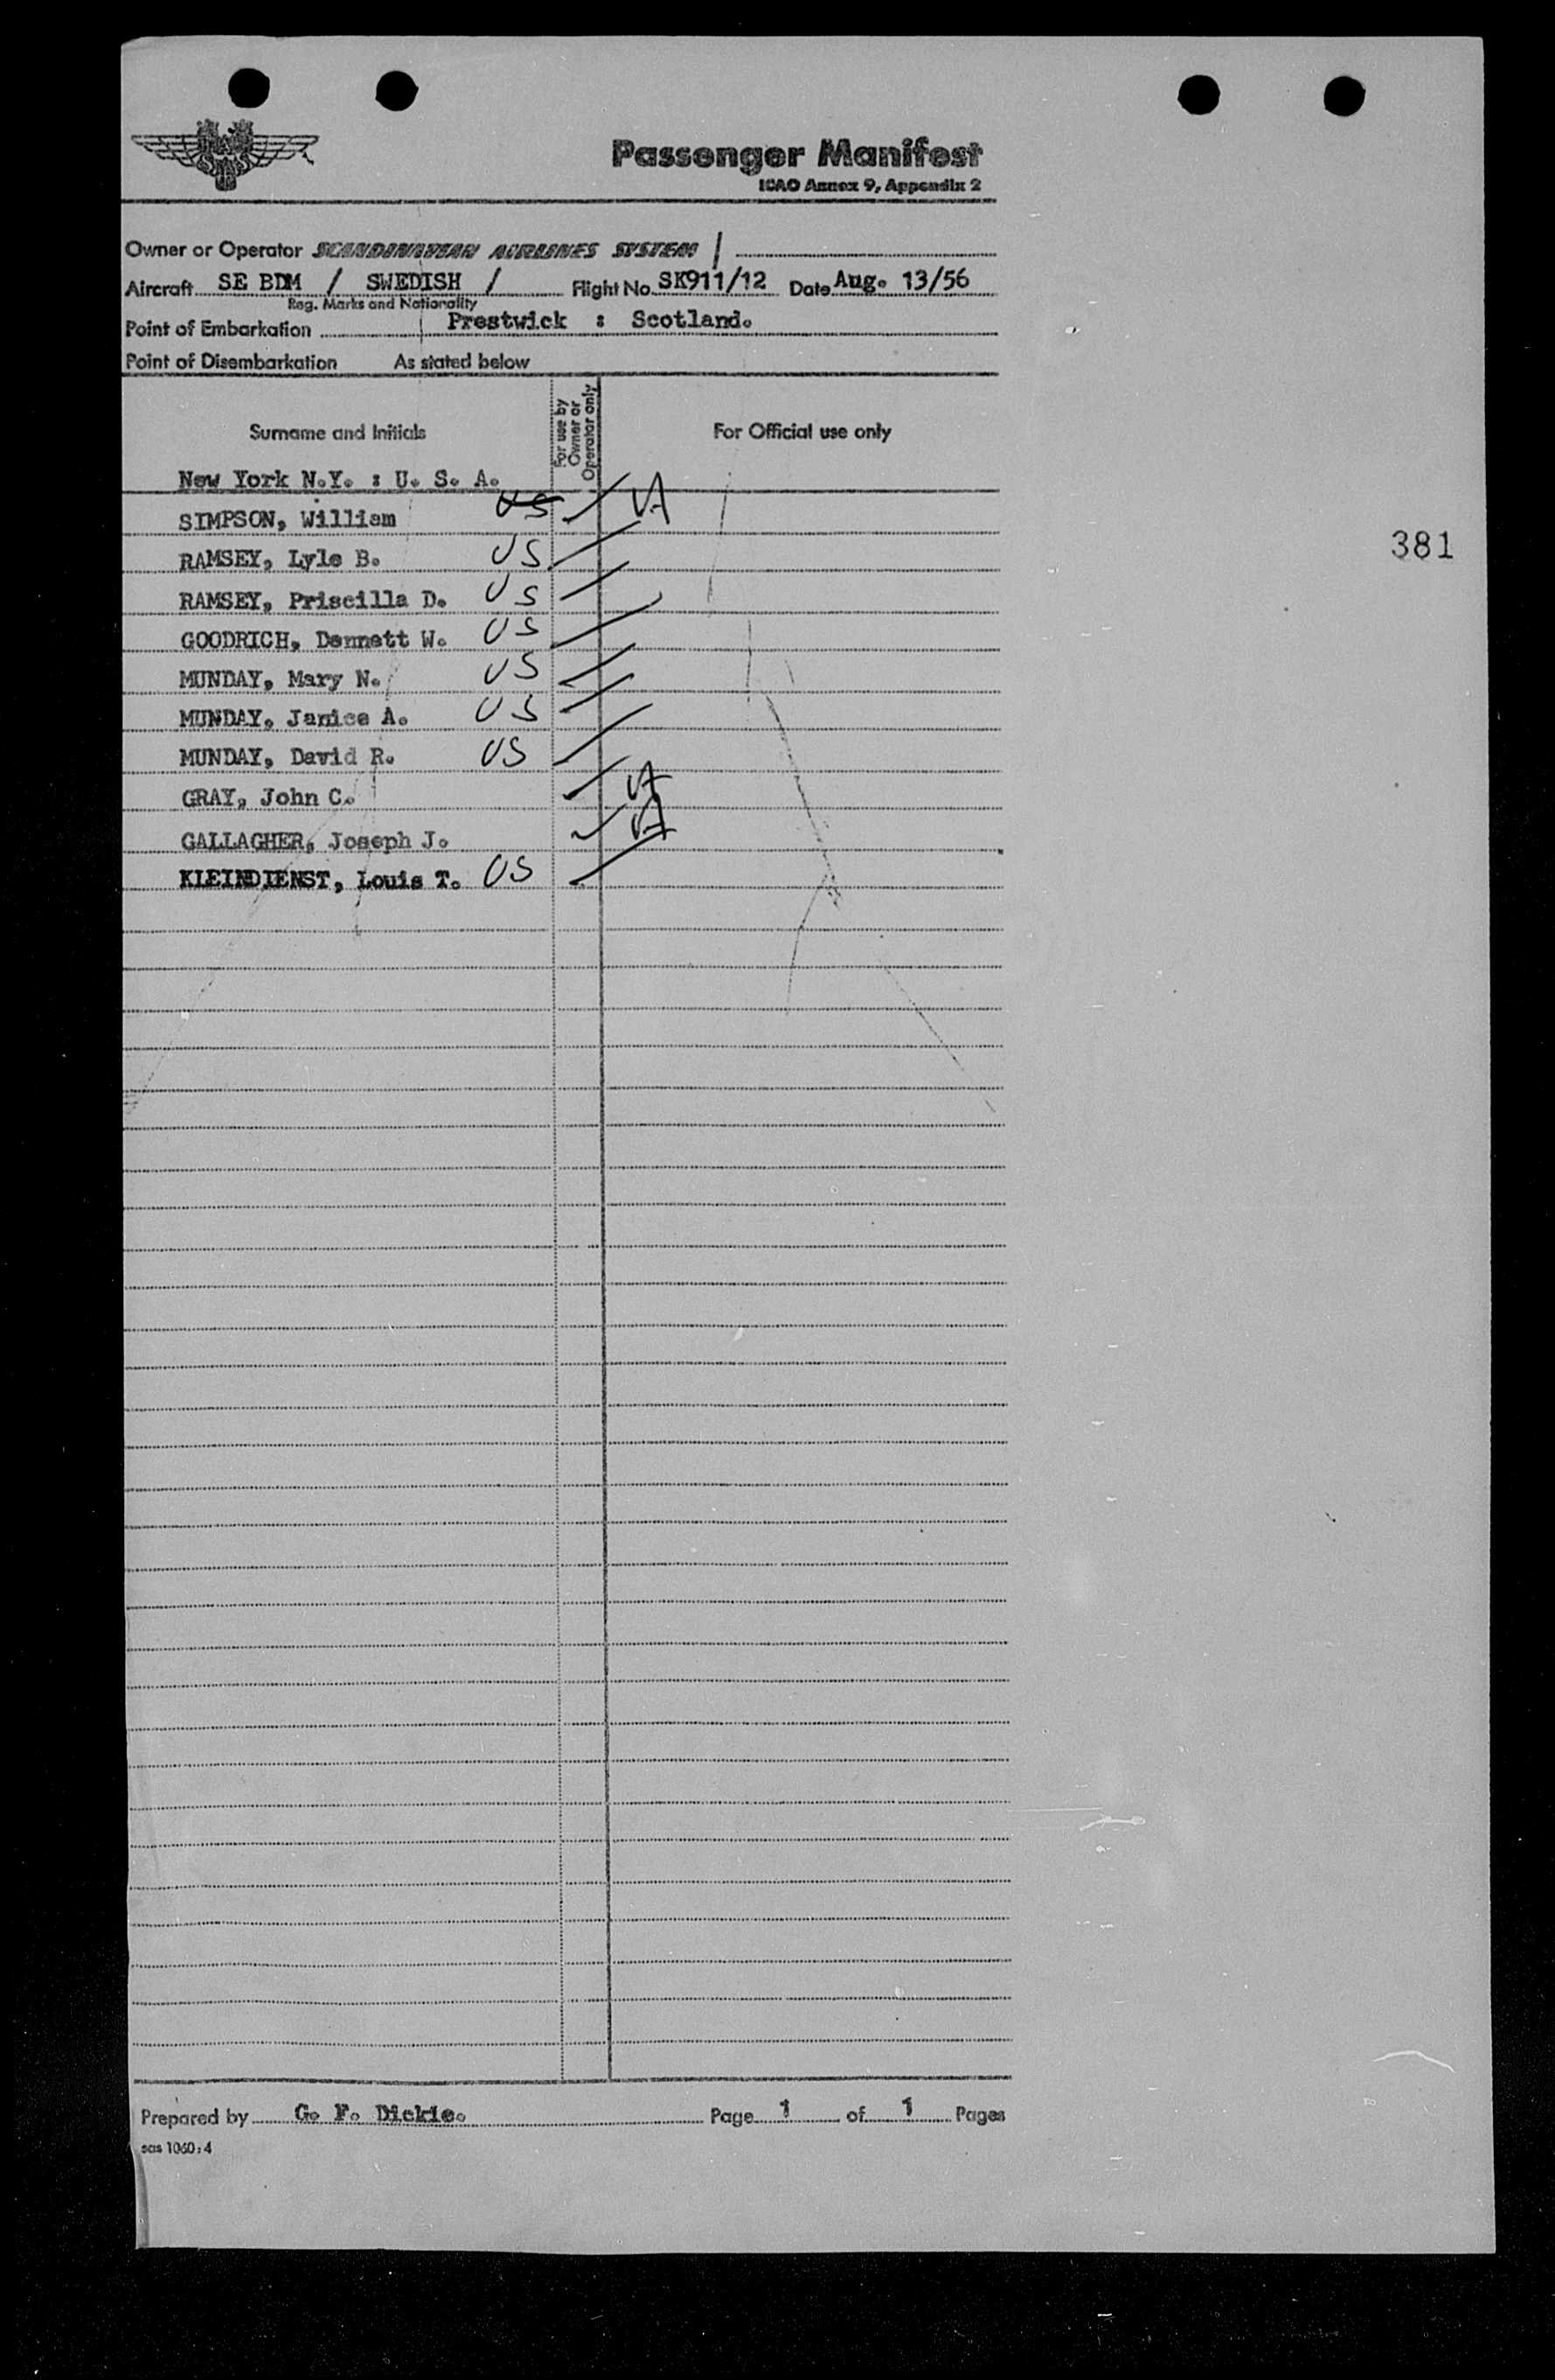 Passenger Manifest
ICAO Annex 9, Appendix 2
Owner or Operator SCANDINAVIAN AIRLINES SYSTEM /
Aircraft SE BDM / SWEDISH / Flight No. SK911/12 Date Aug. 13/56
Reg. Marks and Nationality
Point of Embarkation Prestwick : Scotland.
Point of Disembarkation As stated below
Surname and Initials For use by Owner or Operator only For Official use only
New York N.Y. : U. S. A.
SIMPSON, William US VA
381
RAMSEY, Lyle B. US
RAMSEY, Priscilla D. US
GOODRICH, Dennett W. US
MUNDAY, Mary N. US
MUNDAY, Janice A. US
MUNDAY, David R. US
GRAY, John C. VA
GALLAGHER, Joseph J. VA
KLEINDIENST, Louis T. US
Prepared by G. F. Dickie. Page 1 of 1 Pages
sas 1060:4